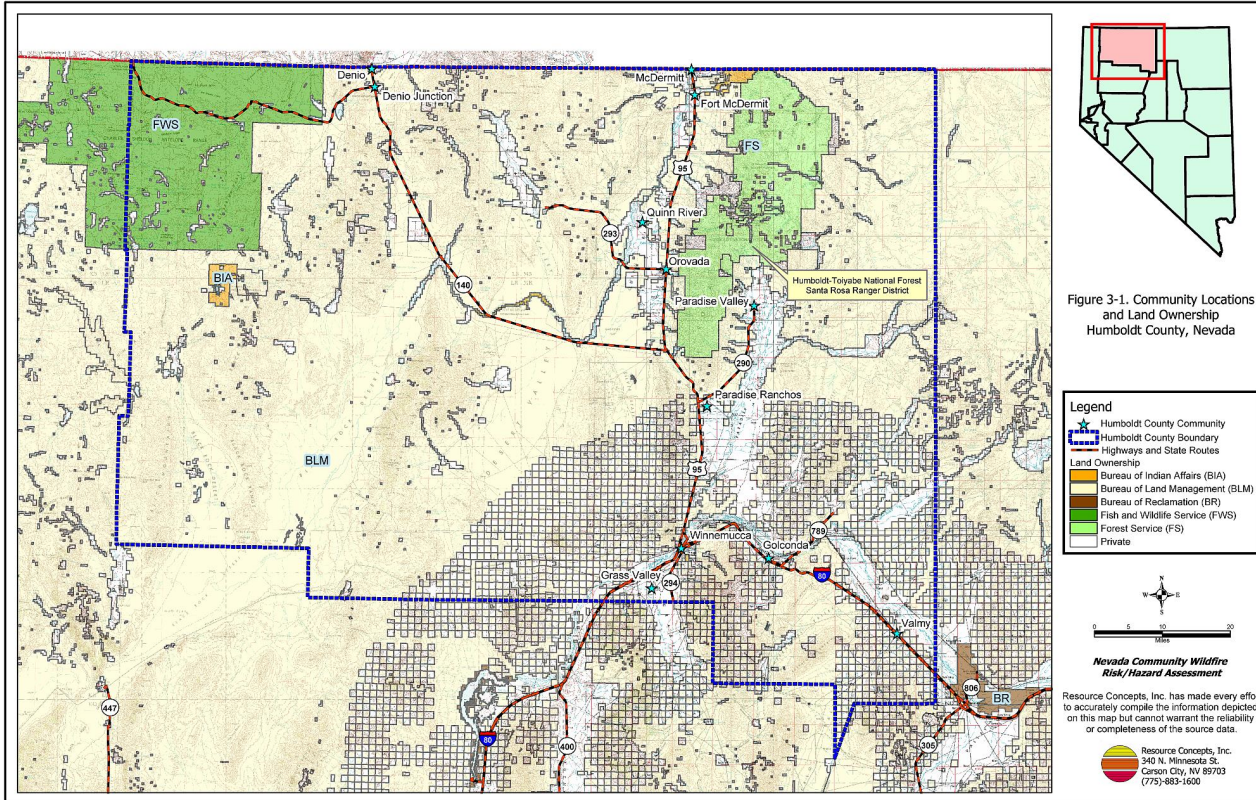 Denio
Denio Junction
McDermitt
Fort McDermit
FWS
FS
95
Quinn River
293
Orovada
Humboldt-Toiyabe National Forest
Santa Rosa Ranger District
BIA
140
Paradise Valley
290
Paradise Ranchos
BLM
95
Winnemucca
Golconda
789
80
Grass Valley
294
Valmy
447
80
400
806
BR
305
Figure 3-1. Community Locations
and Land Ownership
Humboldt County, Nevada
Legend
Humboldt County Community
Humboldt County Boundary
Highways and State Routes
Land Ownership
Bureau of Indian Affairs (BIA)
Bureau of Land Management (BLM)
Bureau of Reclamation (BR)
Fish and Wildlife Service (FWS)
Forest Service (FS)
Private
N
W E
S
0 5 10 20
Miles
Nevada Community Wildfire
Risk/Hazard Assessment
Resource Concepts, Inc. has made every effo
to accurately compile the information depicted
on this map but cannot warrant the reliability
or completeness of the source data.
Resource Concepts, Inc.
340 N. Minnesota St.
Carson City, NV 89703
(775)-883-1600